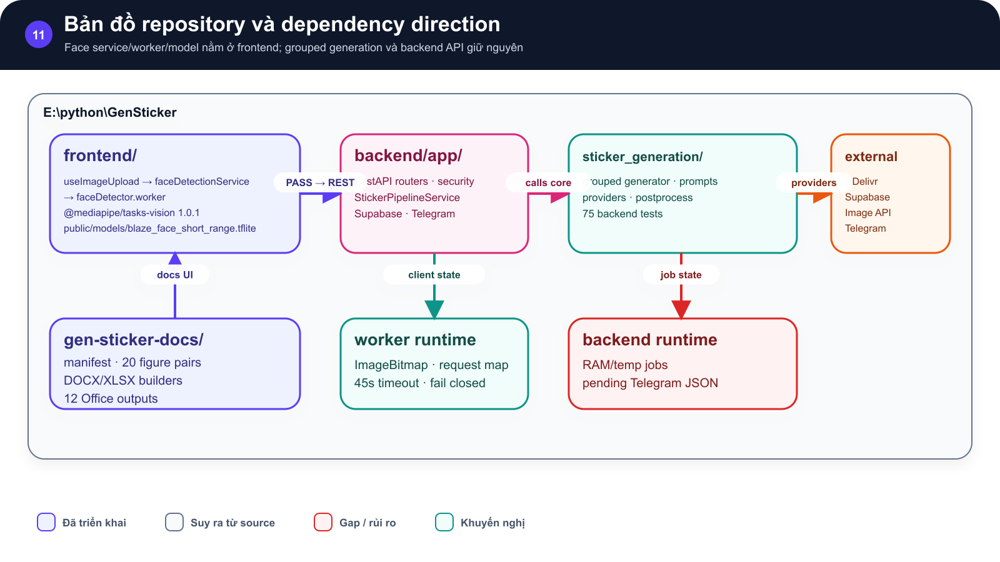 11
Bản đồ repository và dependency direction
Face service/worker/model nằm ở frontend; grouped generation và backend API giữ nguyên
E:\python\GenSticker
frontend/
useImageUpload → faceDetectionService
→ faceDetector.worker
@mediapipe/tasks-vision 1.0.1
public/models/blaze_face_short_range.tflite
PASS → REST
backend/app/
astAPI routers · security
StickerPipelineService
Supabase · Telegram
calls core
sticker_generation/
grouped generator · prompts
providers · postprocess
75 backend tests
providers
external
Delivr
Supabase
Image API
Telegram
docs UI
client state
job state
gen-sticker-docs/
manifest · 20 figure pairs
DOCX/XLSX builders
12 Office outputs
worker runtime
ImageBitmap · request map
45s timeout · fail closed
backend runtime
RAM/temp jobs
pending Telegram JSON
Đã triển khai
Suy ra từ source
Gap / rủi ro
Khuyến nghị